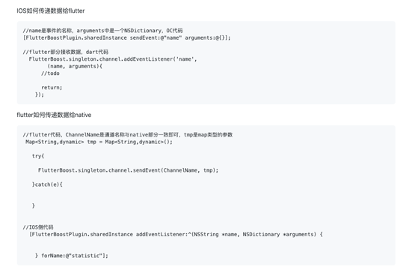 IOS如何传递数据给flutter
//name是事件的名称，arguments中是一个NSDictionary，OC代码
[FlutterBoostPlugin.sharedInstance sendEvent:@"name" arguments:@{}];
//flutter部分接收数据，dart代码
FlutterBoost.singleton.channel.addEventListener('name',
(name, arguments){
//todo
return;
});
flutter如何传递数据给native
//flutter代码，ChannelName是通道名称与native部分一致即可，tmp是map类型的参数
Map<String,dynamic> tmp = Map<String,dynamic>();
try{
FlutterBoost.singleton.channel.sendEvent(ChannelName, tmp);
}catch(e){
}
//IOS侧代码
[FlutterBoostPlugin.sharedInstance addEventListener:^(NSString *name, NSDictionary *arguments) {
} forName:@"statistic"];